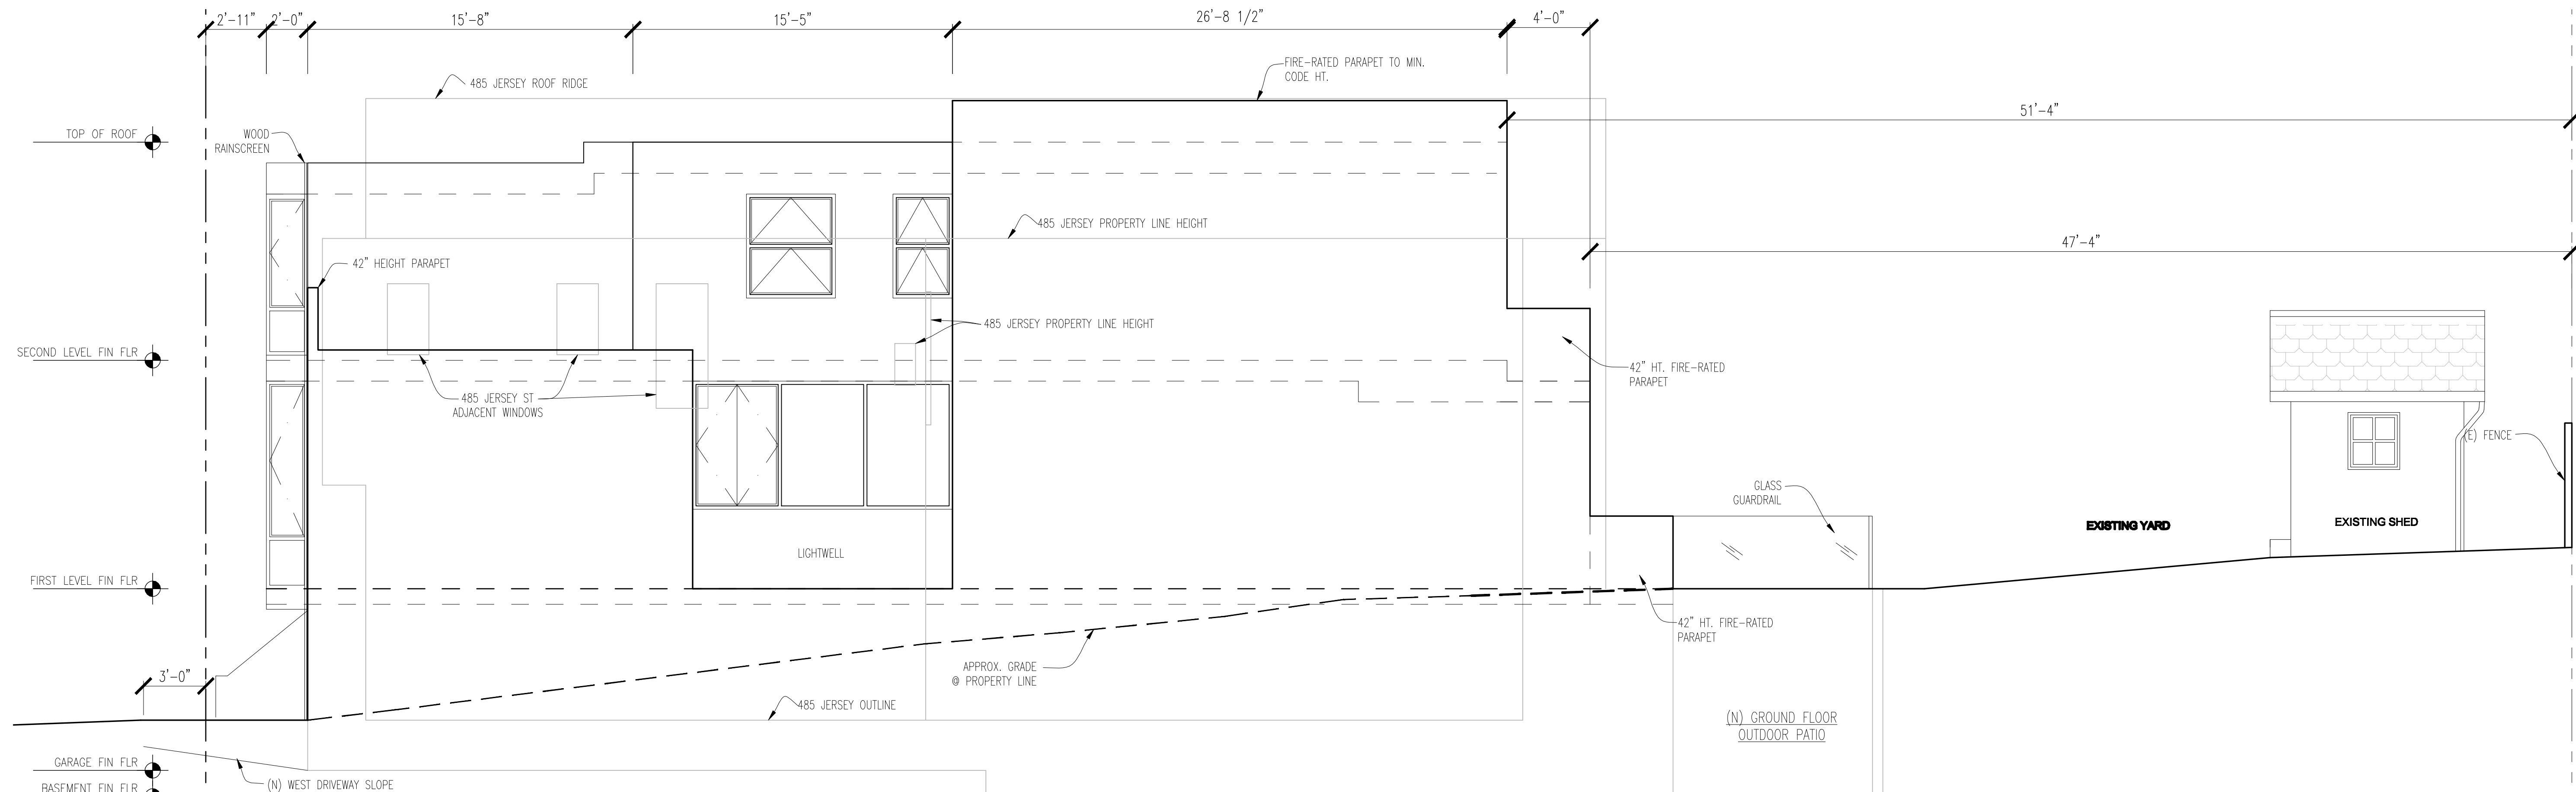 2'-11"
2'-0"
15'-8"
15'-5"
26'-8 1/2"
4'-0"
485 JERSEY ROOF RIDGE
FIRE-RATED PARAPET TO MIN.
CODE HT.
51'-4"
TOP OF ROOF
WOOD
RAINSCREEN
485 JERSEY PROPERTY LINE HEIGHT
47'-4"
42" HEIGHT PARAPET
485 JERSEY PROPERTY LINE HEIGHT
SECOND LEVEL FIN FLR
42" HT. FIRE-RATED
PARAPET
485 JERSEY ST
ADJACENT WINDOWS
(E) FENCE
GLASS
GUARDRAIL
EXISTING YARD
EXISTING SHED
LIGHTWELL
FIRST LEVEL FIN FLR
42" HT. FIRE-RATED
PARAPET
APPROX. GRADE
@ PROPERTY LINE
3'-0"
485 JERSEY OUTLINE
(N) GROUND FLOOR
OUTDOOR PATIO
GARAGE FIN FLR
(N) WEST DRIVEWAY SLOPE
BASEMENT FIN FLR